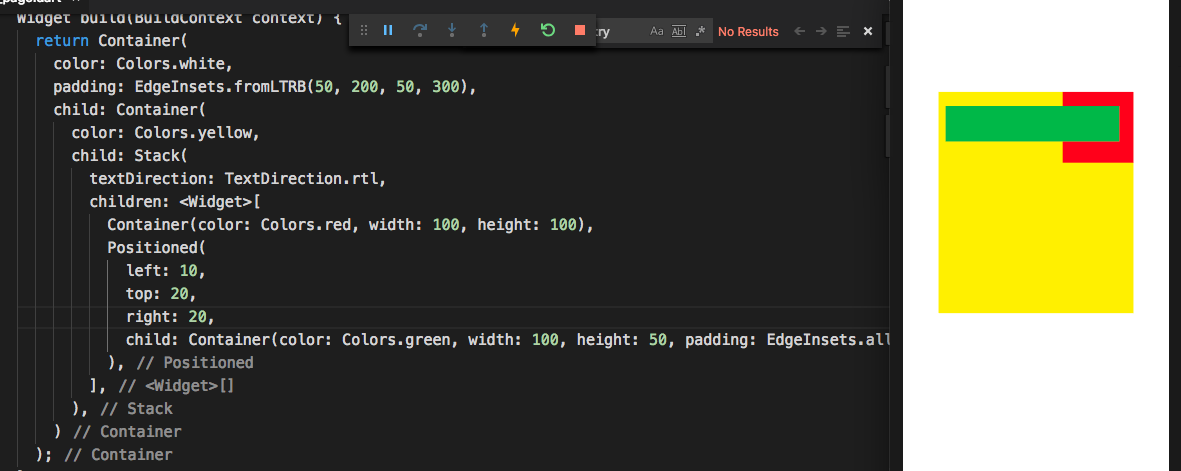 Widget build(BuildContext context) {
return Container(
try
Aa Abl .* No Results
color: Colors.white,
padding: EdgeInsets.fromLTRB(50, 200, 50, 300),
child: Container(
color: Colors.yellow,
child: Stack(
textDirection: TextDirection.rtl,
children: <Widget>[
Container(color: Colors.red, width: 100, height: 100),
Positioned(
left: 10,
top: 20,
right: 20,
child: Container(color: Colors.green, width: 100, height: 50, padding: EdgeInsets.all
), // Positioned
], // <Widget>[]
), // Stack
) // Container
); // Container